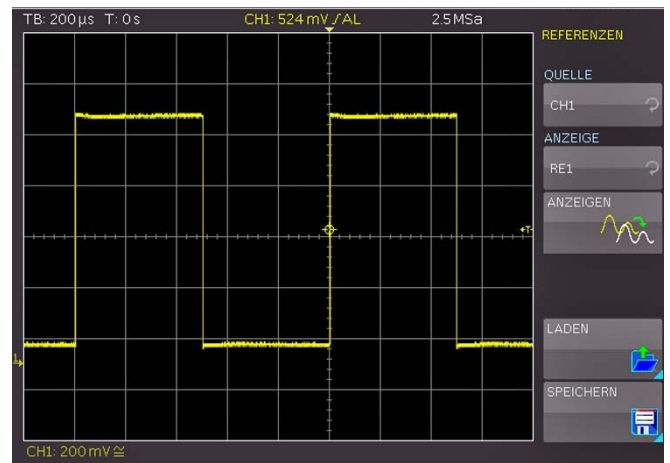 TB: 200µs T: 0s CH1: 524 mV ⎍/AL 2.5MSa
REFERENZEN
QUELLE
CH1
ANZEIGE
RE1
ANZEIGEN
T
1
LADEN
SPEICHERN
CH1: 200mV≅